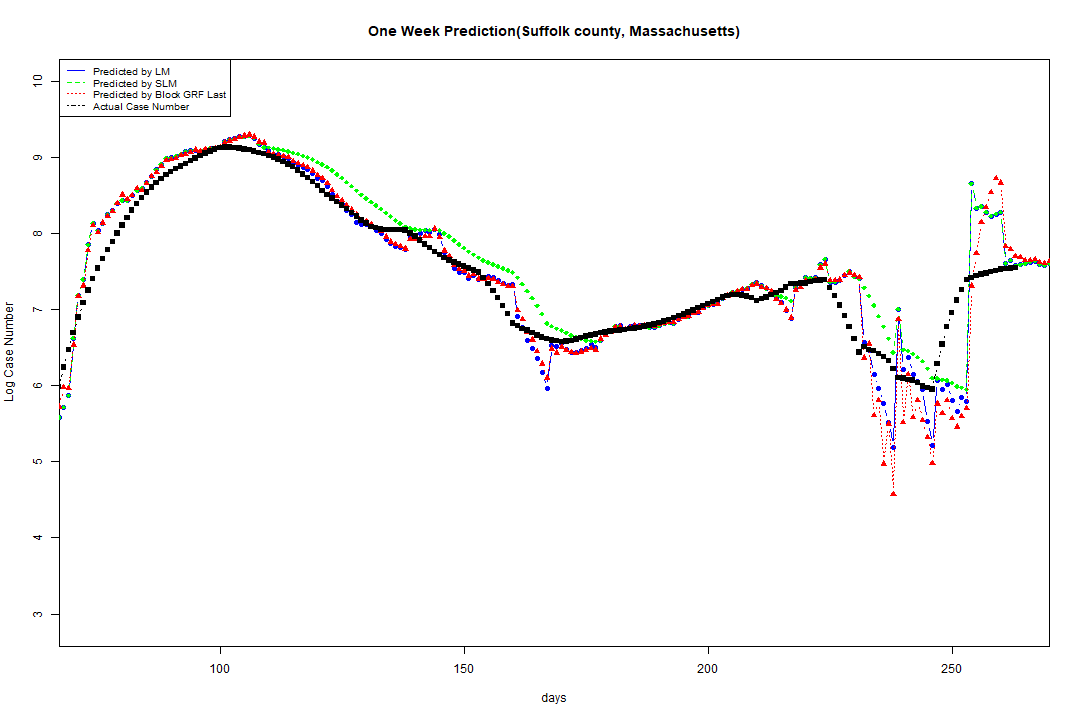 One Week Prediction(Suffolk county, Massachusetts)
Predicted by LM
Predicted by SLM
Predicted by Block GRF Last
Actual Case Number
10
9
8
7
6
5
4
3
Log Case Number
100
150
200
250
days